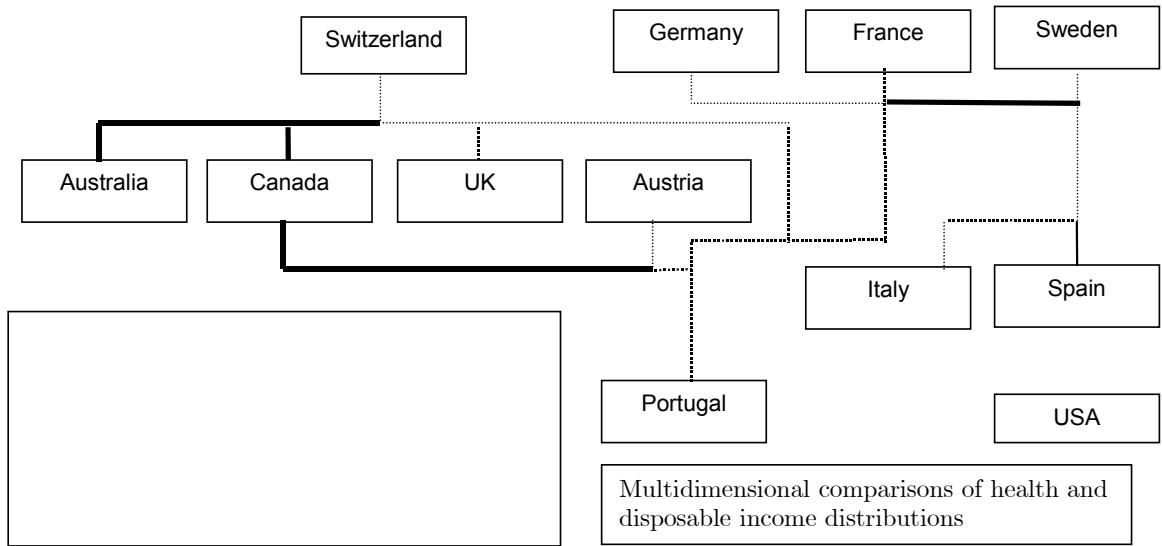 Switzerland
Germany
France
Sweden
Australia
Canada
UK
Austria
Italy
Spain
Portugal
USA
Multidimensional comparisons of health and
disposable income distributions